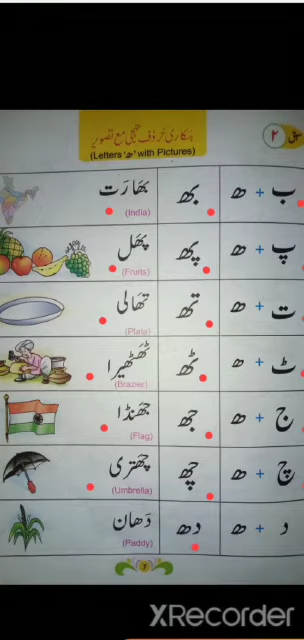 سبق ۲
ہکاری حروف تہجی مع تصویر
(Letters 'ھ' with Pictures)
ب + ھ بھ بھارت
(India)
پ + ھ پھ پھل
(Fruits)
ت + ھ تھ تھالی
(Plate)
ٹ + ھ ٹھ ٹھٹھیرا
(Brazier)
ج + ھ جھ جھنڈا
(Flag)
چ + ھ چھ چھتری
(Umbrella)
د + ھ دھ دھان
(Paddy)
7
XRecorder